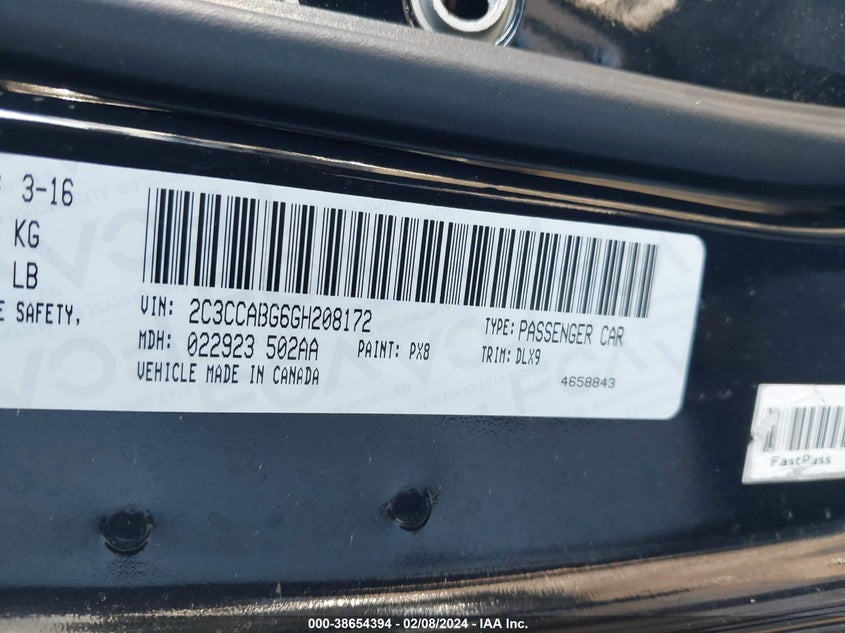 3-16
KG
LB
E SAFETY,
VIN: 2C3CCABG6GH208172
TYPE: PASSENGER CAR
MDH: 022923 502AA
PAINT: PX8
TRIM: DLX9
VEHICLE MADE IN CANADA
4658843
FastPass
000-38654394 - 02/08/2024 - IAA Inc.